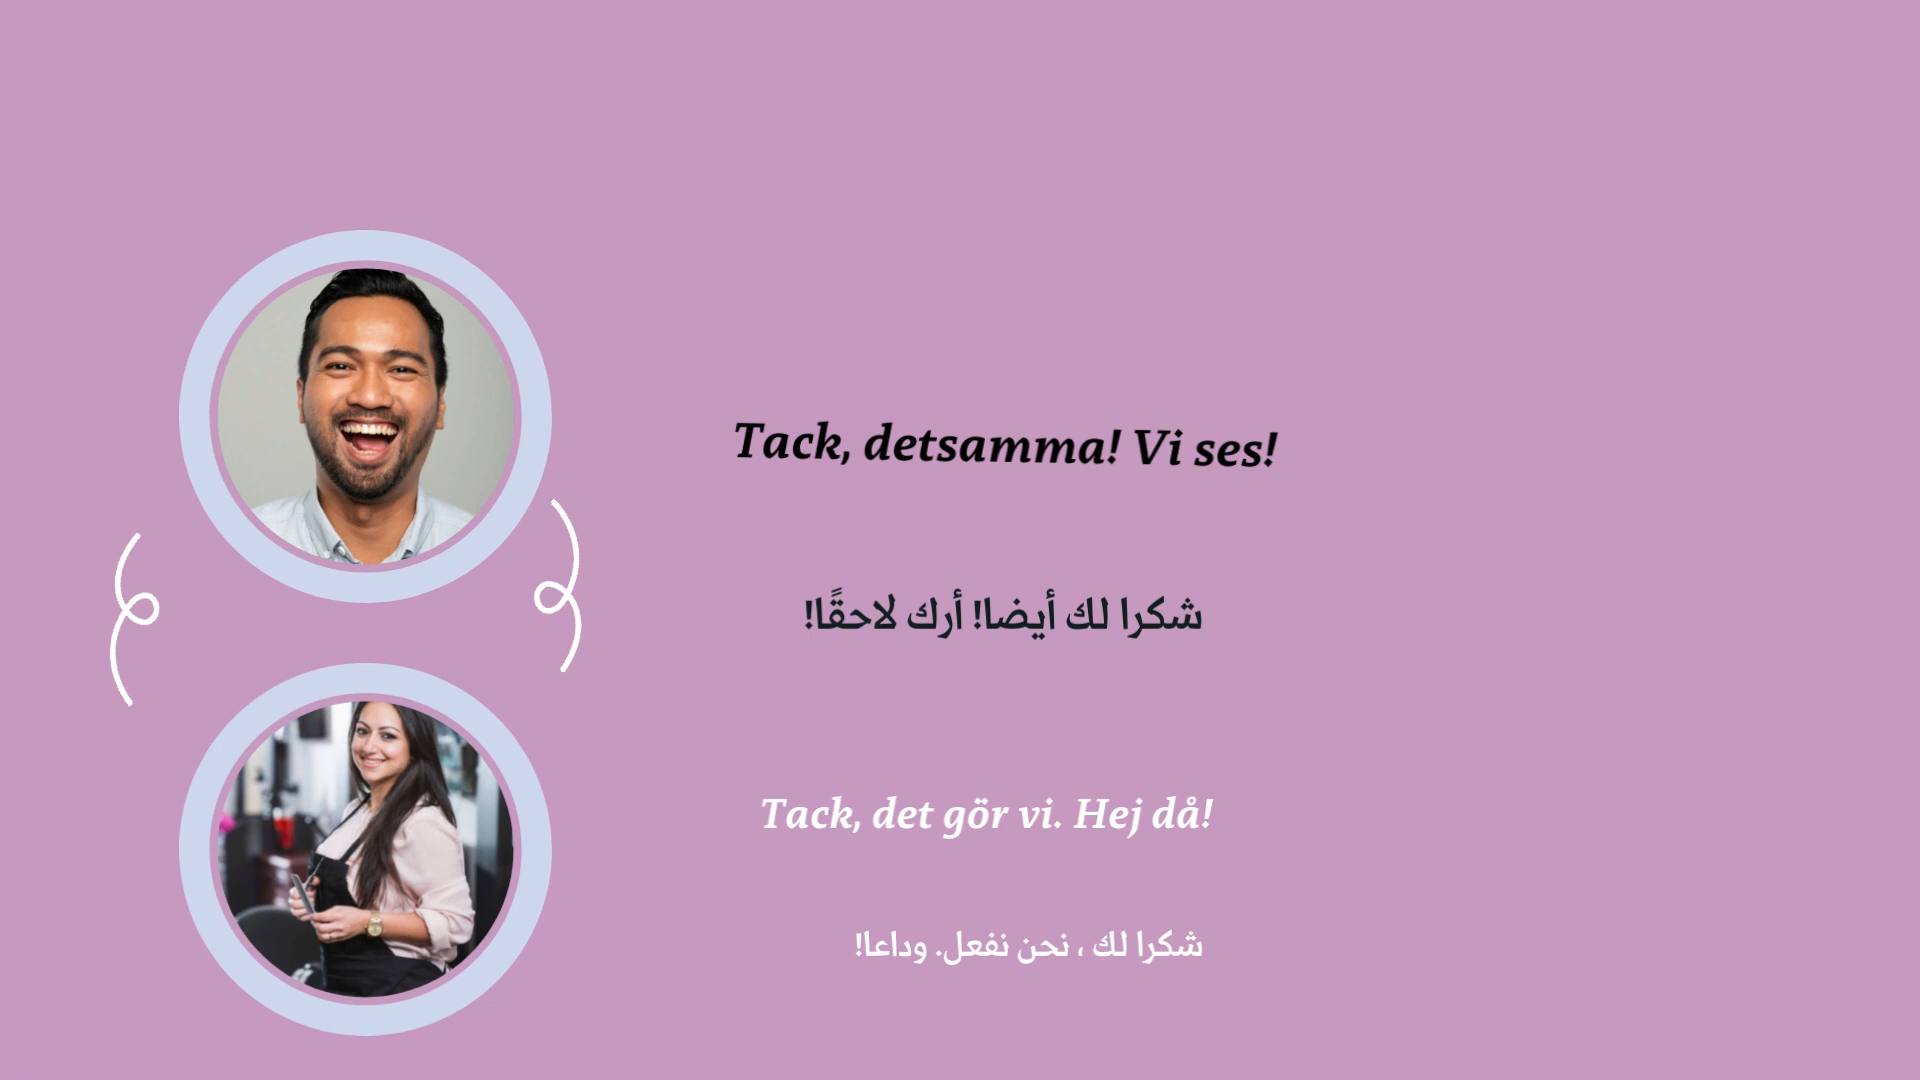 Tack, detsamma! Vi ses!
شكرا لك أيضا! أرك لاحقًا!
Tack, det gör vi. Hej då!
شكرا لك ، نحن نفعل. وداعا!